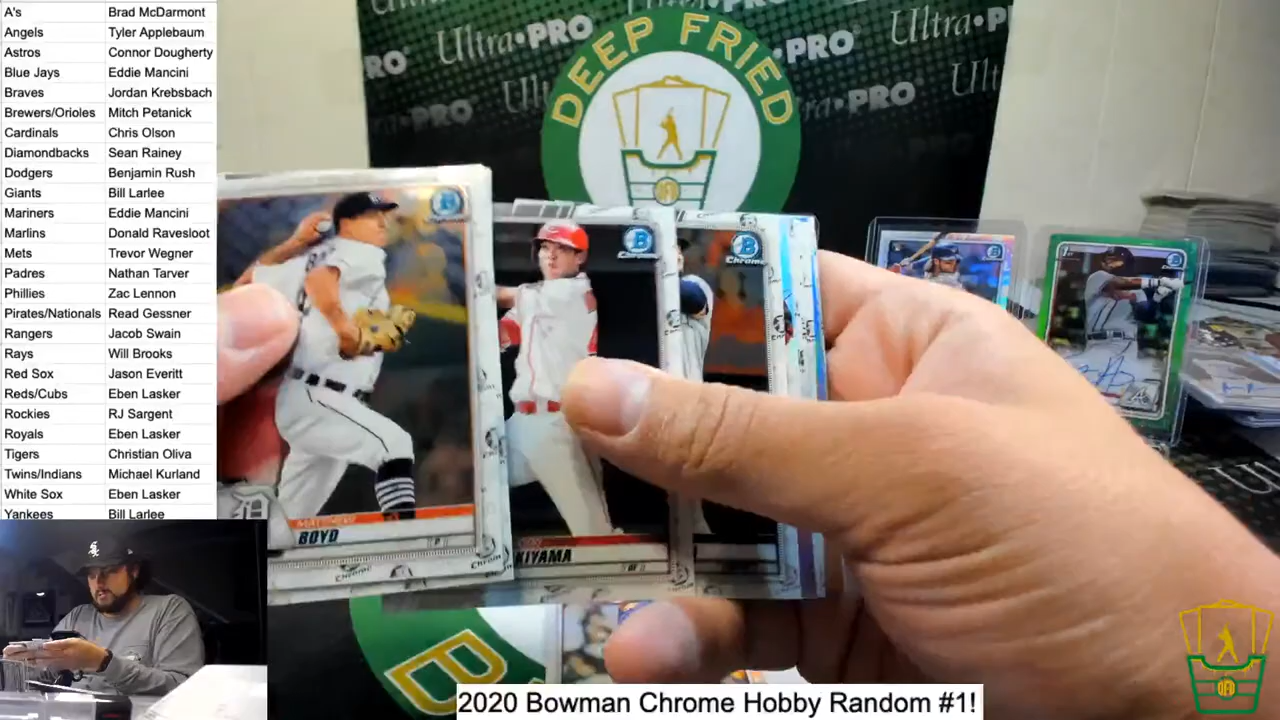 A's Brad McDarmont
Angels Tyler Applebaum
Astros Connor Dougherty
Blue Jays Eddie Mancini
Braves Jordan Krebsbach
Brewers/Orioles Mitch Petanick
Cardinals Chris Olson
Diamondbacks Sean Rainey
Dodgers Benjamin Rush
Giants Bill Larlee
Mariners Eddie Mancini
Marlins Donald Ravesloot
Mets Trevor Wegner
Padres Nathan Tarver
Phillies Zac Lennon
Pirates/Nationals Read Gessner
Rangers Jacob Swain
Rays Will Brooks
Red Sox Jason Everitt
Reds/Cubs Eben Lasker
Rockies RJ Sargent
Royals Eben Lasker
Tigers Christian Oliva
Twins/Indians Michael Kurland
White Sox Eben Lasker
Yankees Bill Larlee
Ultra•PRO
DEEP FRIED
MATTHEW
BOYD
P
KIYAMA
Chrome
Chrome
2020 Bowman Chrome Hobby Random #1!